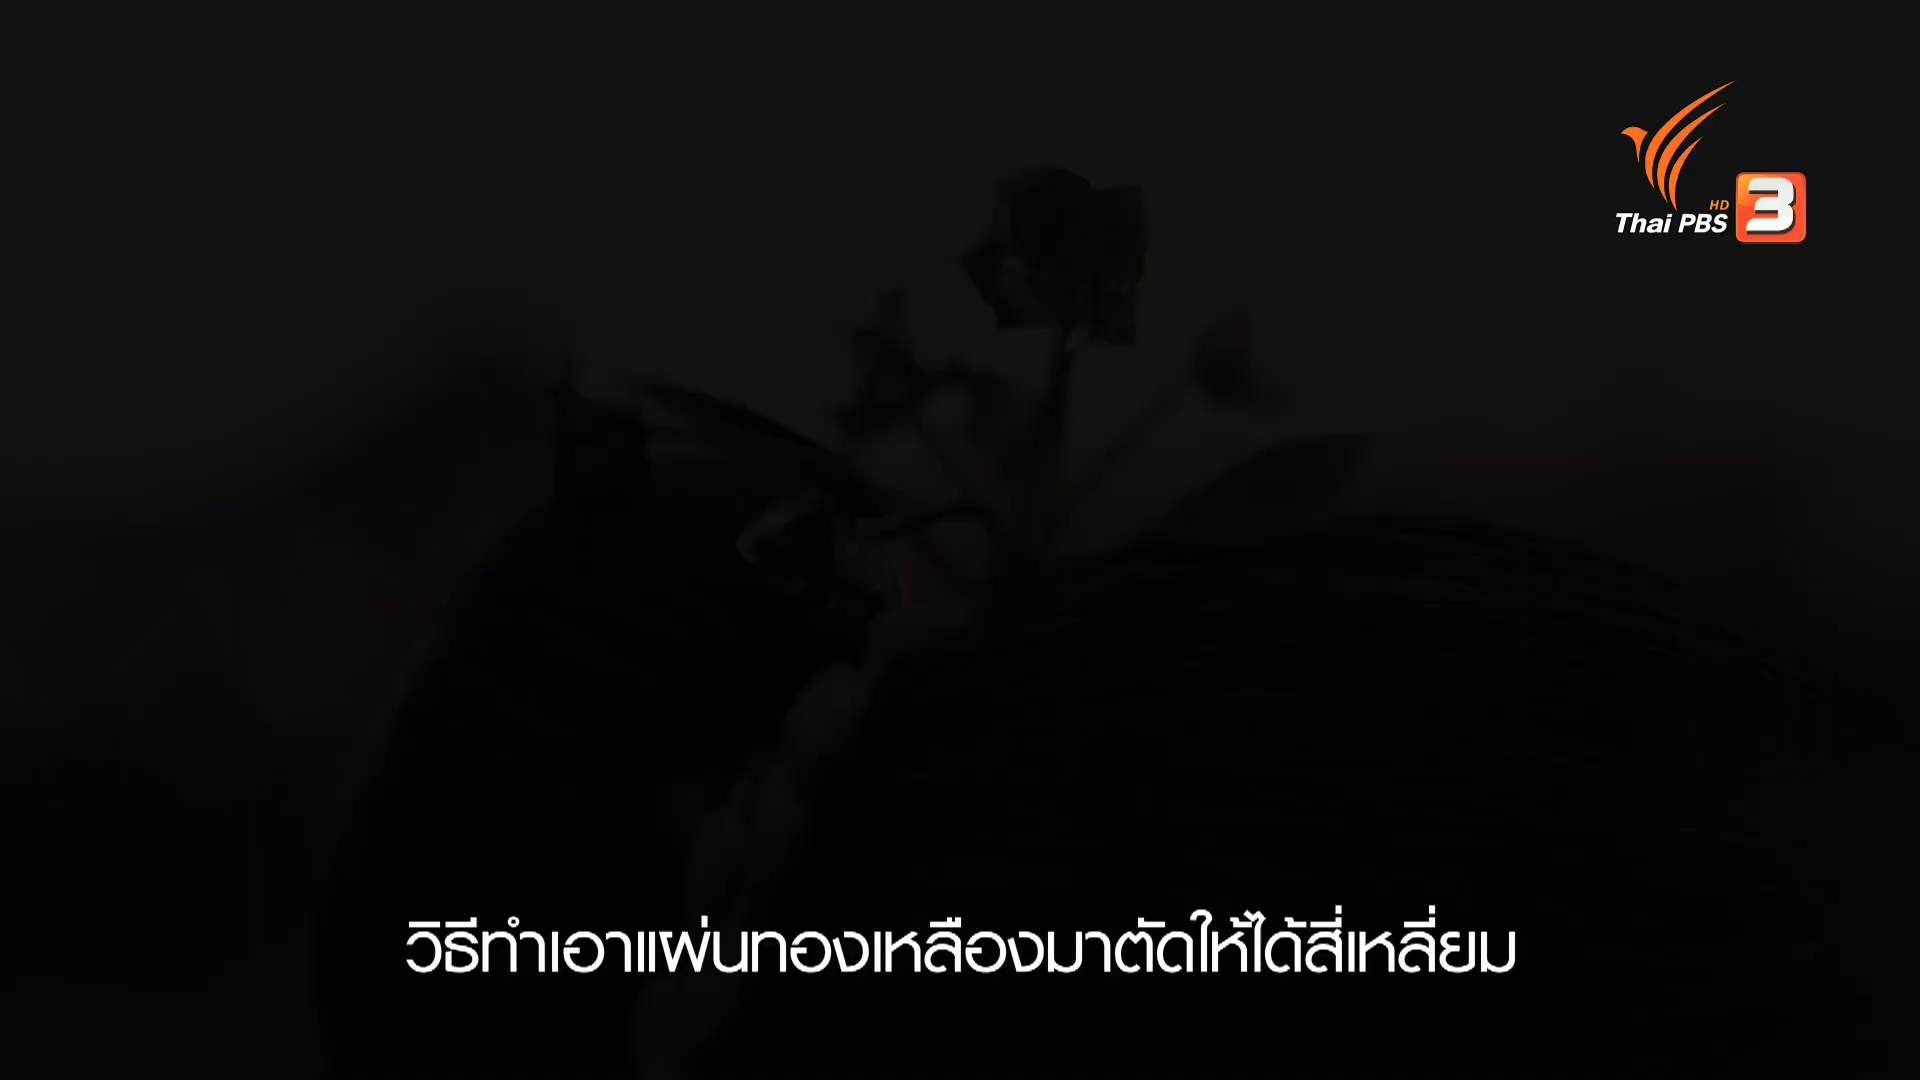 HD
Thai PBS 3
วิธีทำเอาแผ่นทองเหลืองมาตัดให้ได้สี่เหลี่ยม